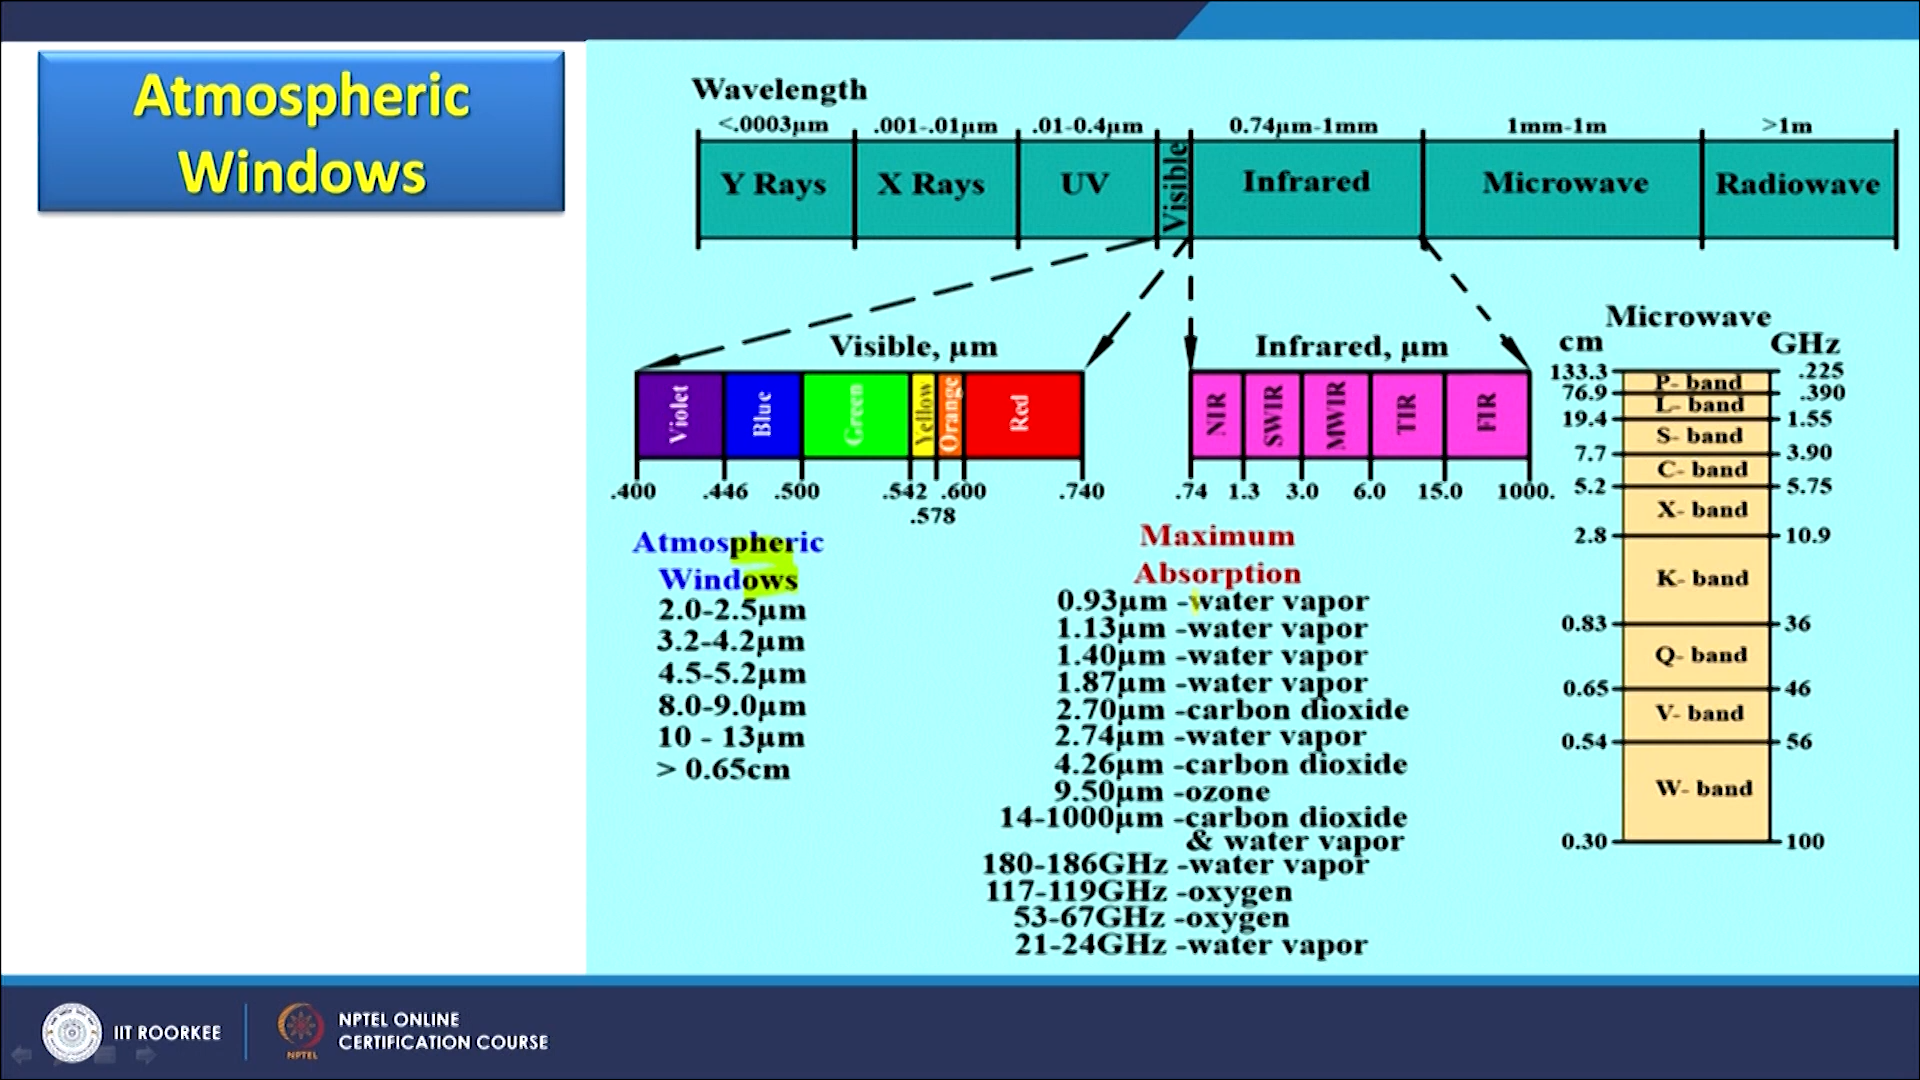 Atmospheric
Windows
Wavelength
<.0003µm .001-.01µm .01-0.4µm 0.74µm-1mm 1mm-1m >1m
Y Rays X Rays UV Visible Infrared Microwave Radiowave
Visible, µm
Violet Blue Green Yellow Orange Red
.400 .446 .500 .542 .600 .740
.578
Infrared, µm
NIR SWIR MWIR TIR FIR
.74 1.3 3.0 6.0 15.0 1000.
Microwave
cm GHz
133.3 .225
P- band
76.9 .390
L- band
19.4 1.55
S- band
7.7 3.90
C- band
5.2 5.75
X- band
2.8 10.9
K- band
0.83 36
Q- band
0.65 46
V- band
0.54 56
W- band
0.30 100
Atmospheric
Windows
2.0-2.5µm
3.2-4.2µm
4.5-5.2µm
8.0-9.0µm
10 - 13µm
> 0.65cm
Maximum
Absorption
0.93µm -water vapor
1.13µm -water vapor
1.40µm -water vapor
1.87µm -water vapor
2.70µm -carbon dioxide
2.74µm -water vapor
4.26µm -carbon dioxide
9.50µm -ozone
14-1000µm -carbon dioxide
& water vapor
180-186GHz -water vapor
117-119GHz -oxygen
53-67GHz -oxygen
21-24GHz -water vapor
IIT ROORKEE
NPTEL
NPTEL ONLINE
CERTIFICATION COURSE